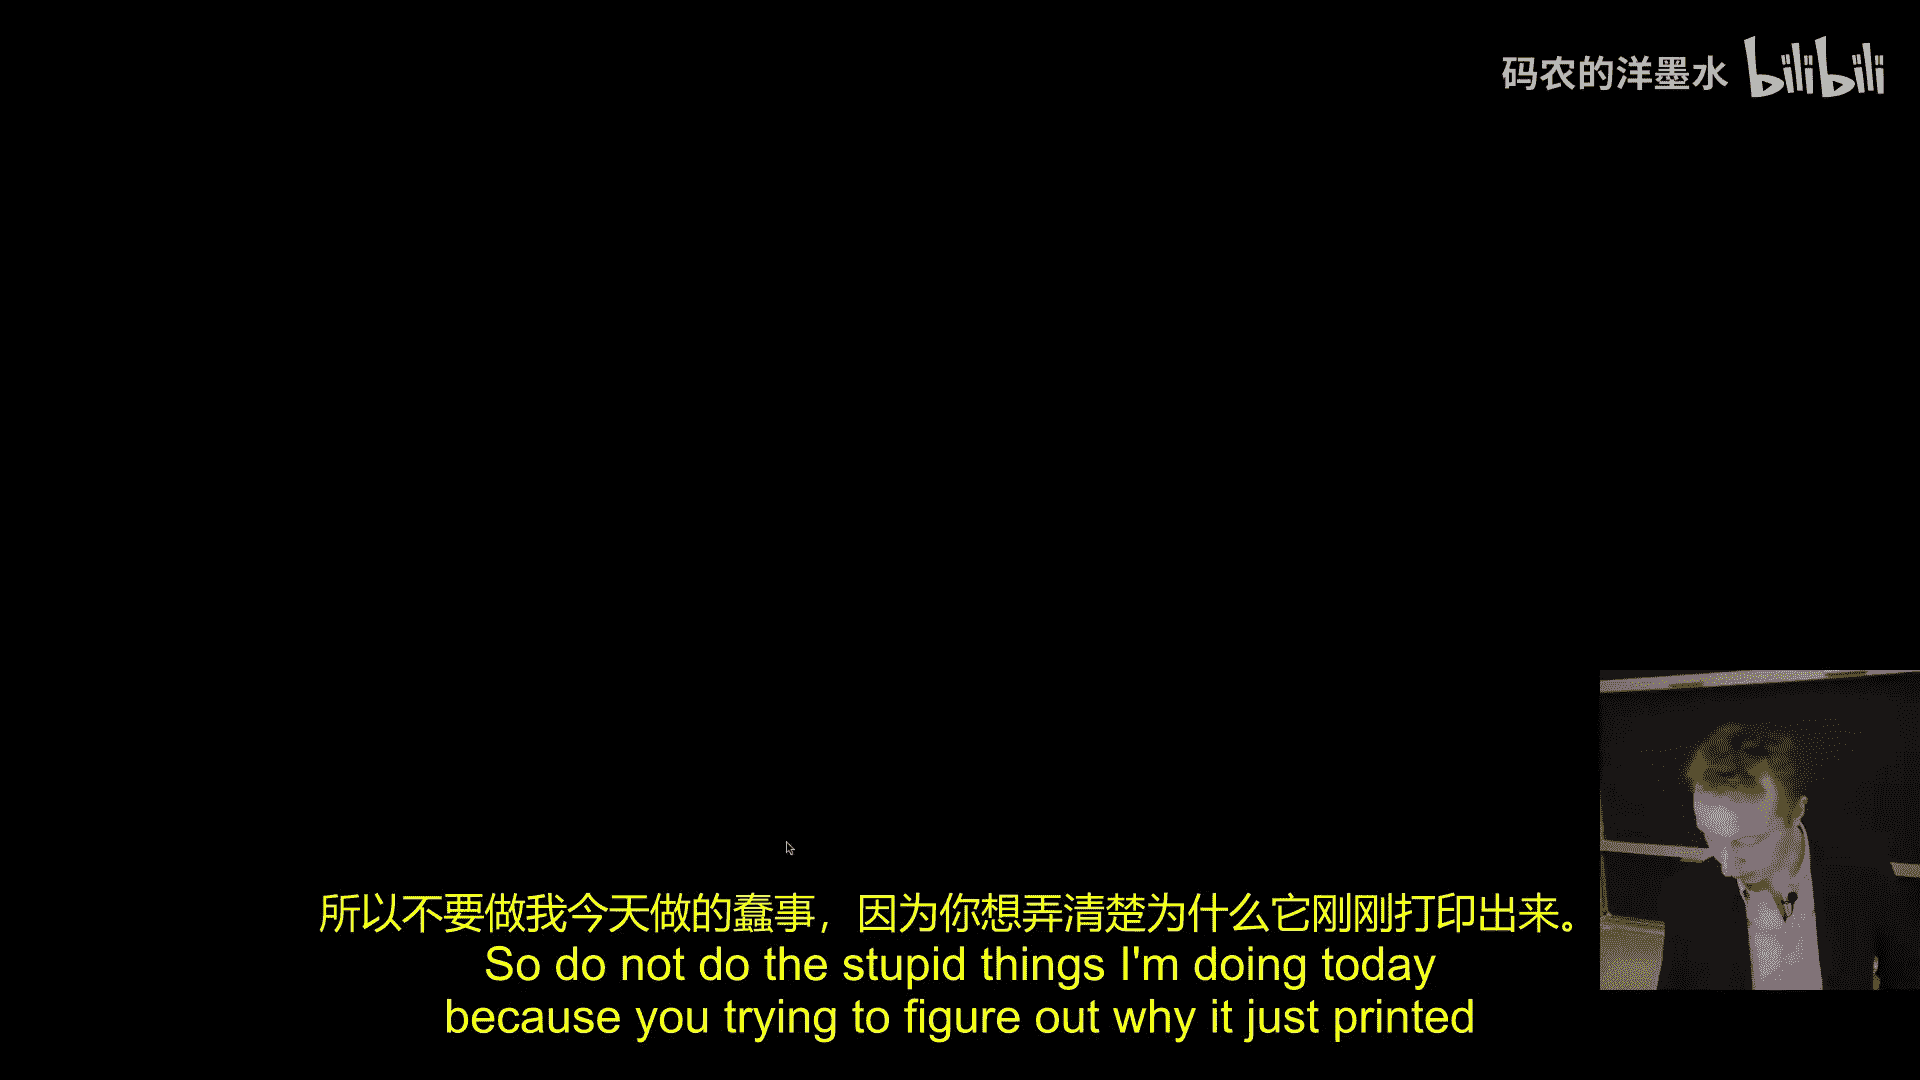 码农的洋墨水 bilibili
所以不要做我今天做的蠢事，因为你想弄清楚为什么它刚刚打印出来。
So do not do the stupid things I'm doing today
because you trying to figure out why it just printed